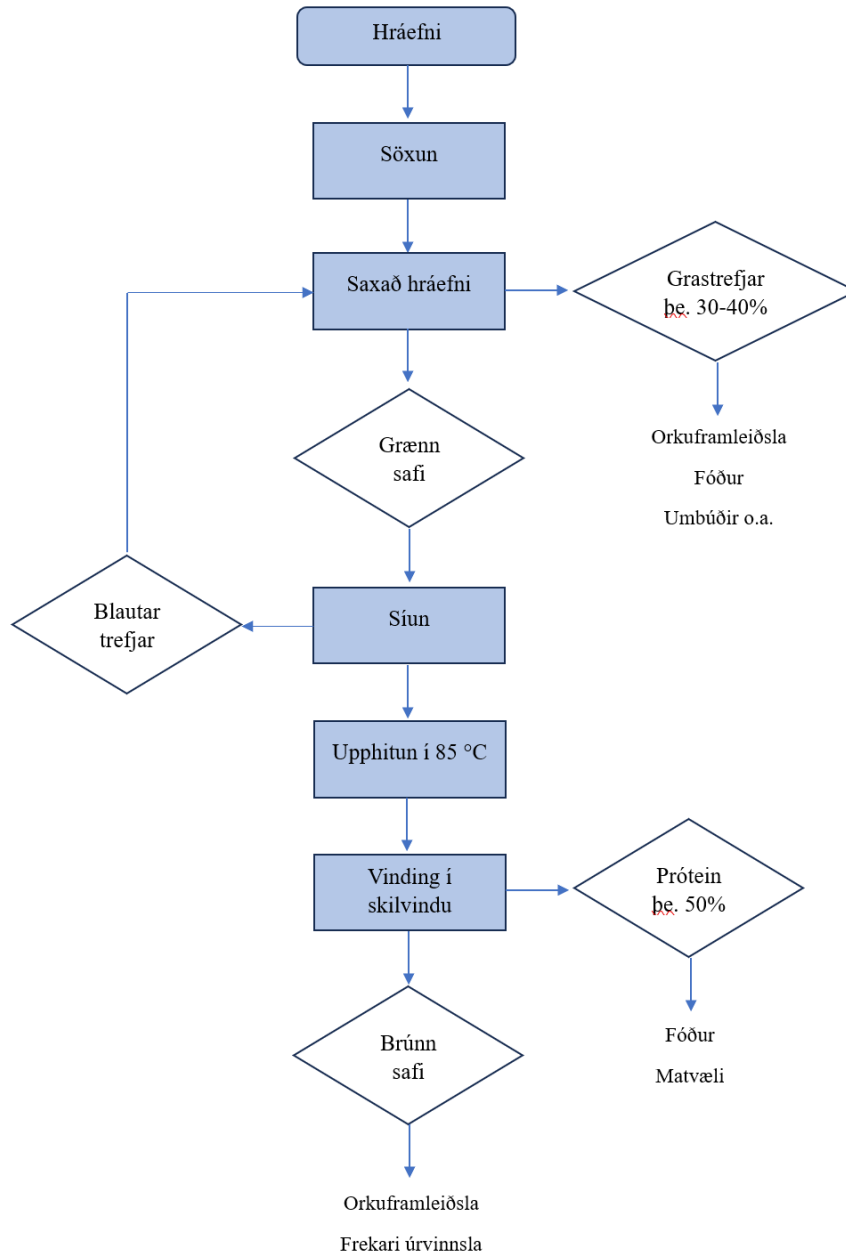 Hráefni
Söxun
Saxað hráefni
Grastrefjar
þe. 30-40%
Orkuframleiðsla
Fóður
Umbúðir o.a.
Grænn
safi
Blautar
trefjar
Síun
Upphitun í 85 °C
Vinding í
skilvindu
Prótein
þe. 50%
Fóður
Matvæli
Brúnn
safi
Orkuframleiðsla
Frekari úrvinnsla